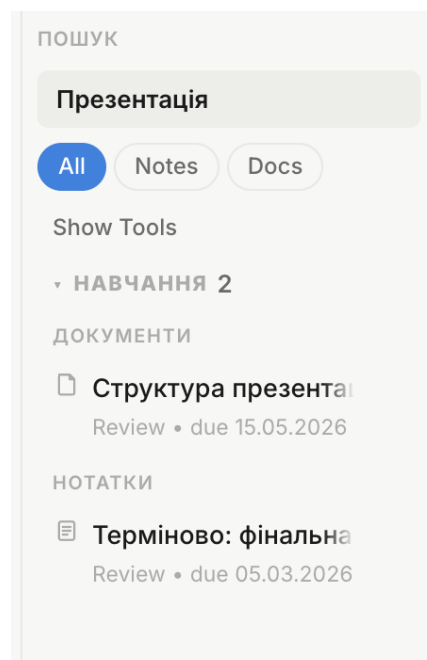 ПОШУК
Презентація
All Notes Docs
Show Tools
НАВЧАННЯ 2
ДОКУМЕНТИ
Структура
Review • due 15.05.2026
НОТАТКИ
Терміново: фінальна
Review • due 05.03.2026